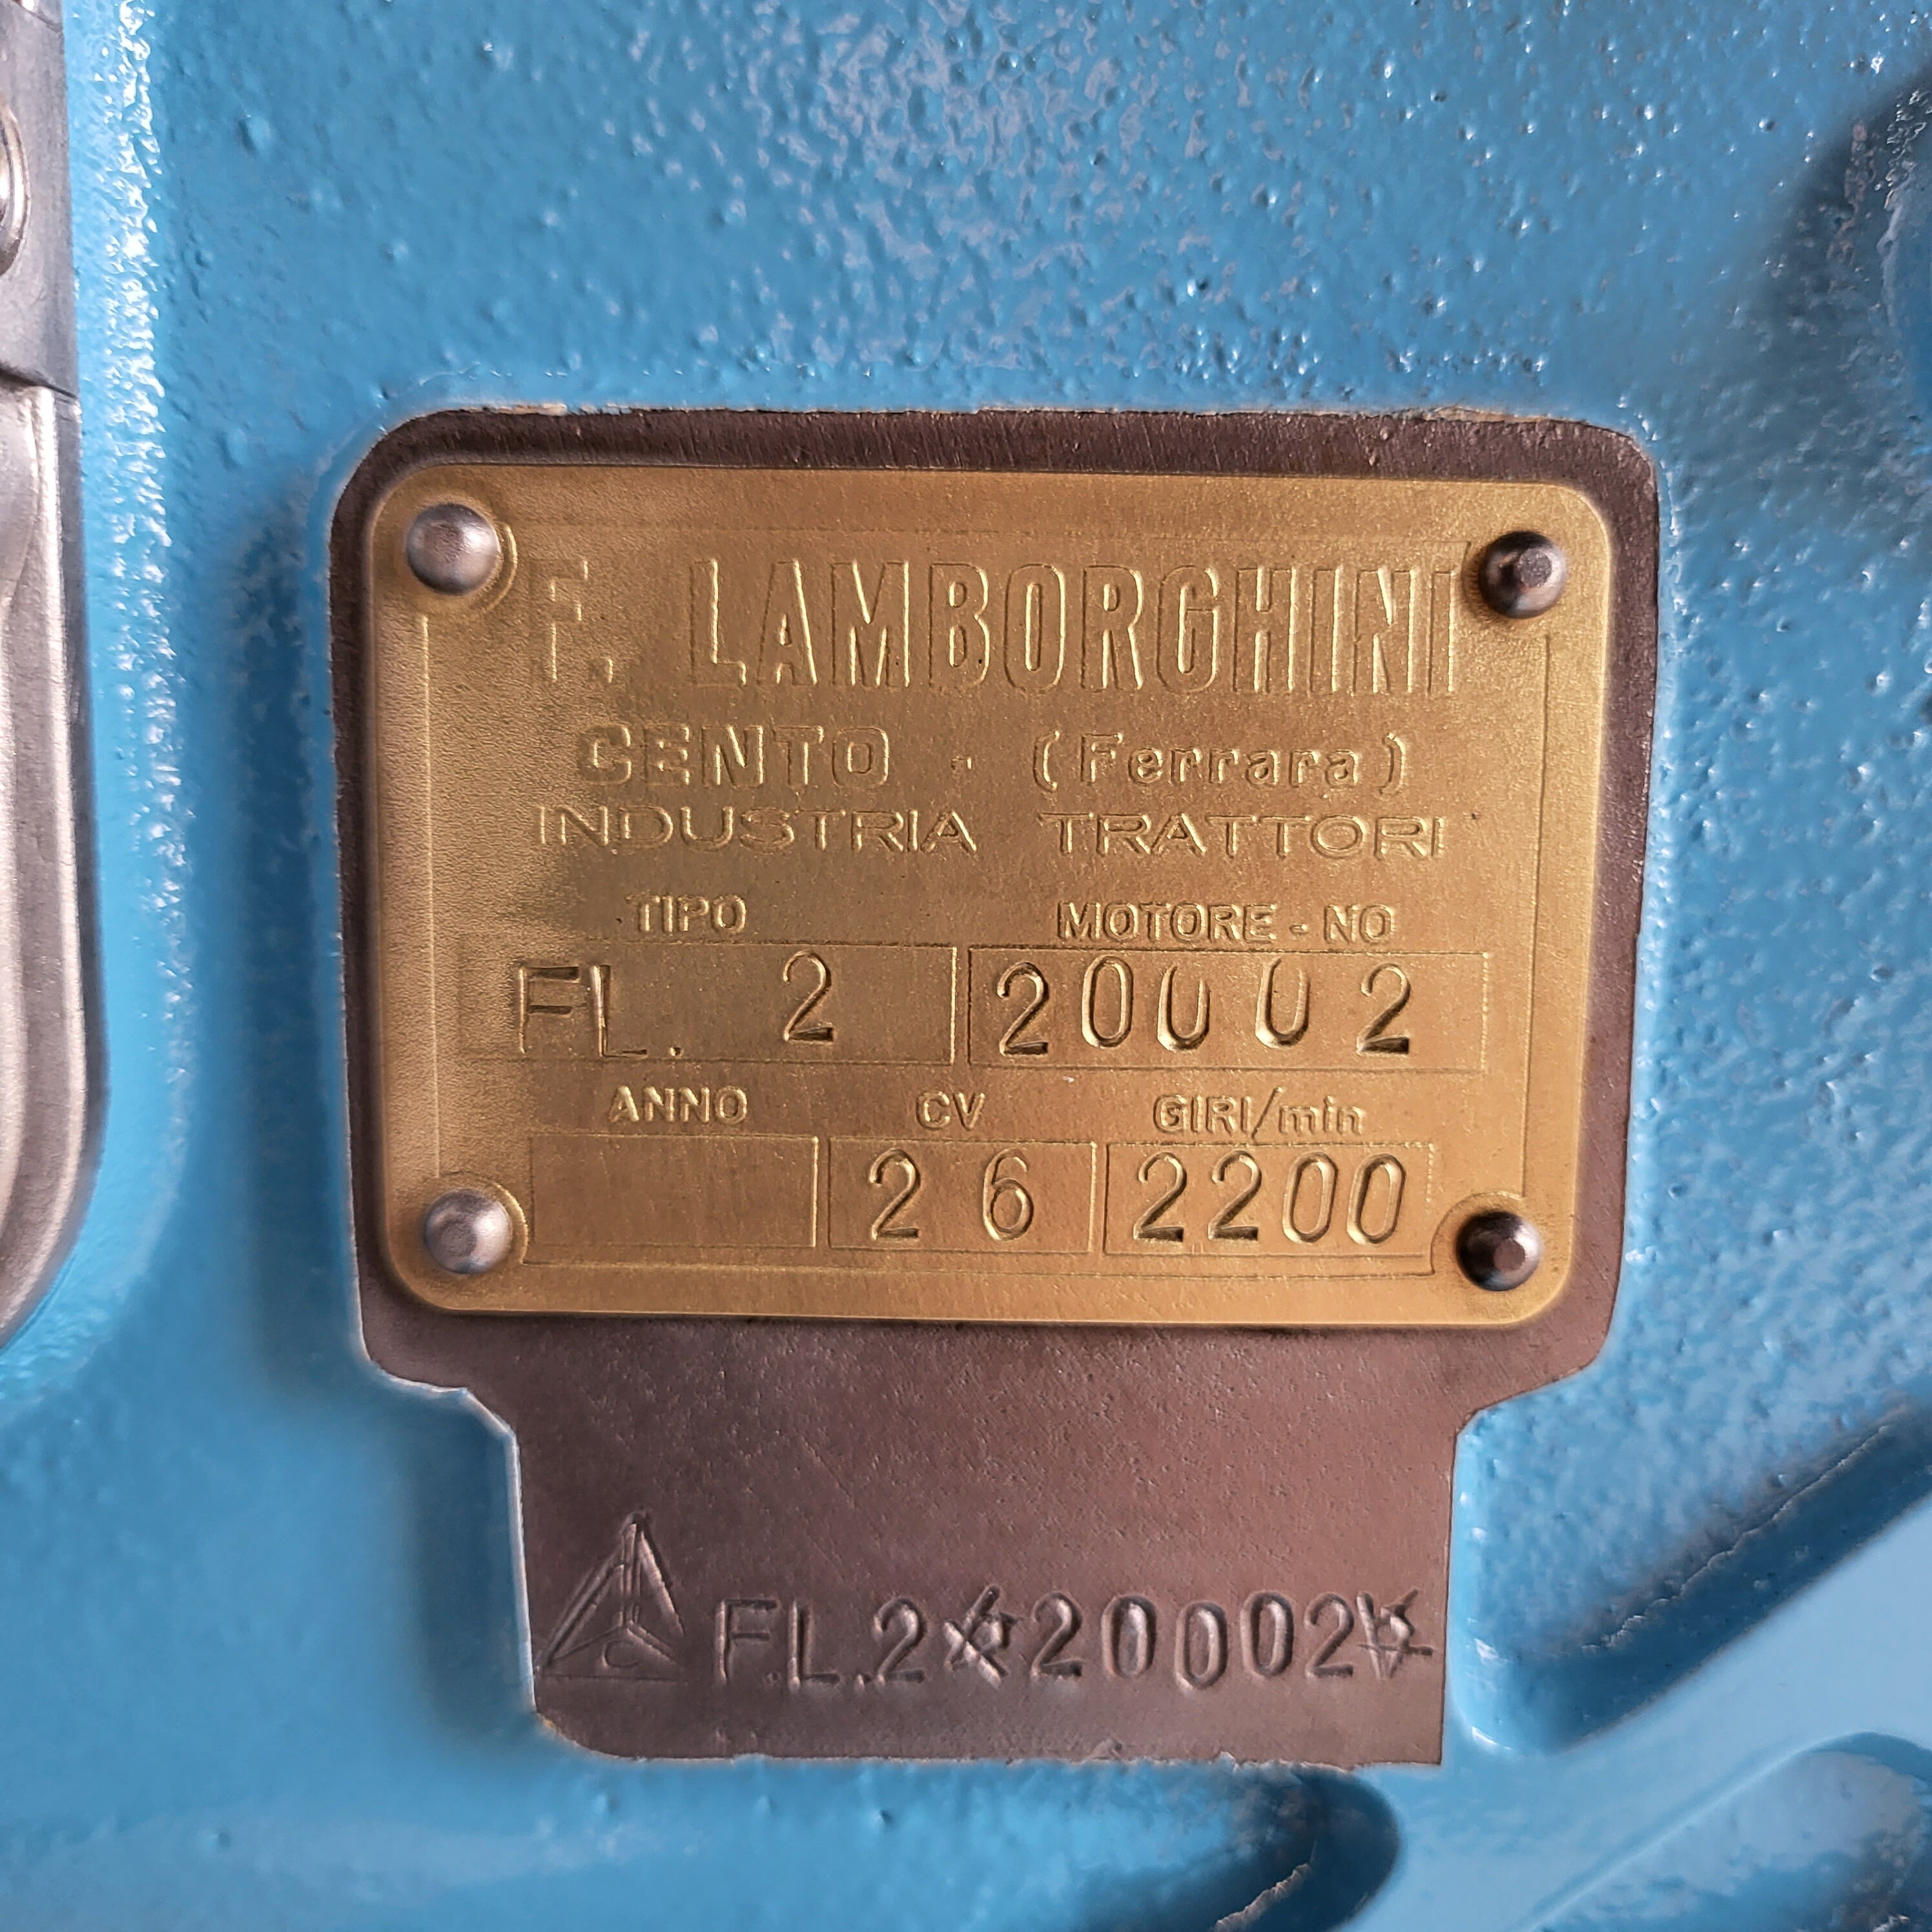 F. LAMBORGHINI
CENTO - (Ferrara)
INDUSTRIA TRATTORI
TIPO MOTORE - NO
FL. 2 20002
ANNO CV GIRI/min
26 2200
C F.L.2☆20002☆